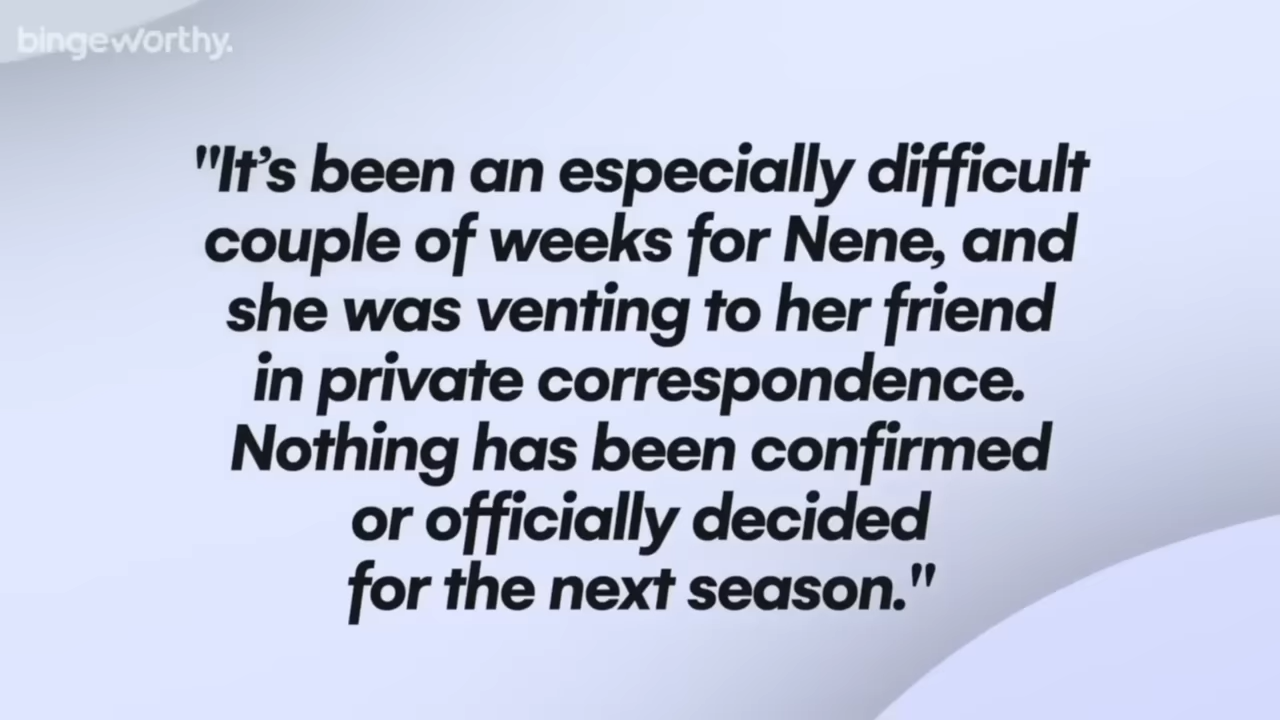 bingeworthy.
"It’s been an especially difficult
couple of weeks for Nene, and
she was venting to her friend
in private correspondence.
Nothing has been confirmed
or officially decided
for the next season."